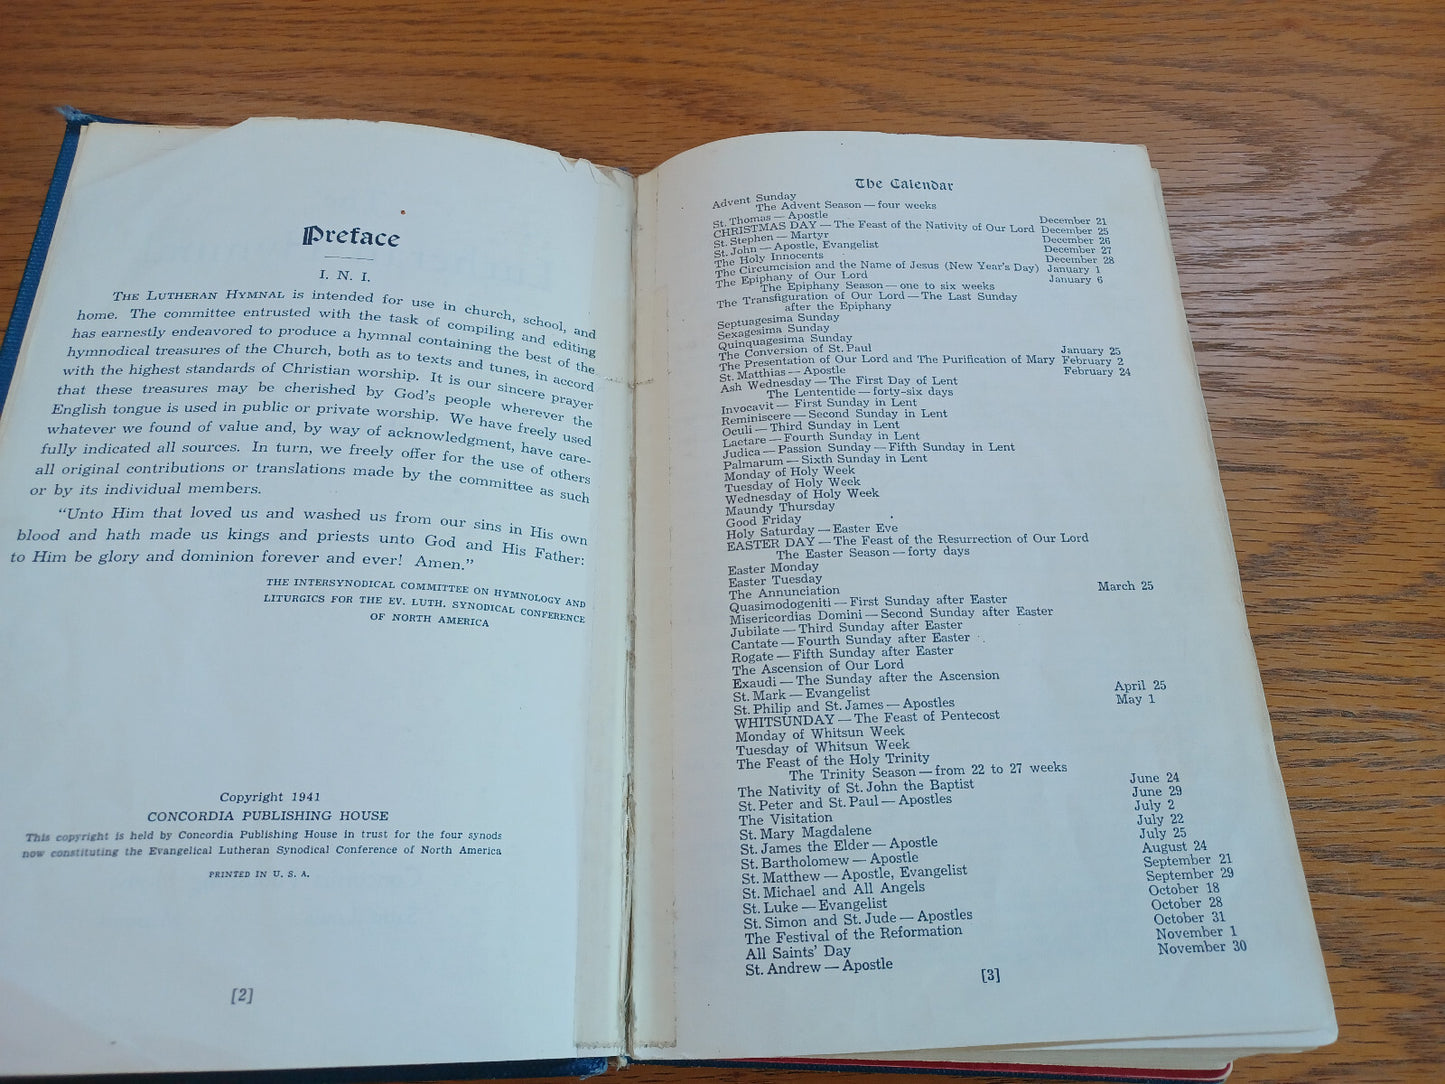 Preface
I. N. I.
THE LUTHERAN HYMNAL is intended for use in church, school, and
home. The committee entrusted with the task of compiling and editing
has earnestly endeavored to produce a hymnal containing the best of the
hymnodical treasures of the Church, both as to texts and tunes, in accord
with the highest standards of Christian worship. It is our sincere prayer
that these treasures may be cherished by God's people wherever the
English tongue is used in public or private worship. We have freely used
whatever we found of value and, by way of acknowledgment, have care-
fully indicated all sources. In turn, we freely offer for the use of others
all original contributions or translations made by the committee as such
or by its individual members.
"Unto Him that loved us and washed us from our sins in His own
blood and hath made us kings and priests unto God and His Father:
to Him be glory and dominion forever and ever! Amen."
THE INTERSYNODICAL COMMITTEE ON HYMNOLOGY AND
LITURGICS FOR THE EV. LUTH. SYNODICAL CONFERENCE
OF NORTH AMERICA
Copyright 1941
CONCORDIA PUBLISHING HOUSE
This copyright is held by Concordia Publishing House in trust for the four synods
now constituting the Evangelical Lutheran Synodical Conference of North America
PRINTED IN U. S. A.
[2]
The Calendar
Advent Sunday
The Advent Season — four weeks
St. Thomas — Apostle December 21
CHRISTMAS DAY — The Feast of the Nativity of Our Lord December 25
St. Stephen — Martyr December 26
St. John — Apostle, Evangelist December 27
The Holy Innocents December 28
The Circumcision and the Name of Jesus (New Year's Day) January 1
The Epiphany of Our Lord January 6
The Epiphany Season — one to six weeks
The Transfiguration of Our Lord — The Last Sunday
after the Epiphany
Septuagesima Sunday
Sexagesima Sunday
Quinquagesima Sunday
The Conversion of St. Paul January 25
The Presentation of Our Lord and The Purification of Mary February 2
St. Matthias — Apostle February 24
Ash Wednesday — The First Day of Lent
The Lententide — forty-six days
Invocavit — First Sunday in Lent
Reminiscere — Second Sunday in Lent
Oculi — Third Sunday in Lent
Laetare — Fourth Sunday in Lent
Judica — Passion Sunday — Fifth Sunday in Lent
Palmarum — Sixth Sunday in Lent
Monday of Holy Week
Tuesday of Holy Week
Wednesday of Holy Week
Maundy Thursday
Good Friday
Holy Saturday — Easter Eve
EASTER DAY — The Feast of the Resurrection of Our Lord
The Easter Season — forty days
Easter Monday
Easter Tuesday
The Annunciation March 25
Quasimodogeniti — First Sunday after Easter
Misericordias Domini — Second Sunday after Easter
Jubilate — Third Sunday after Easter
Cantate — Fourth Sunday after Easter
Rogate — Fifth Sunday after Easter
The Ascension of Our Lord
Exaudi — The Sunday after the Ascension
St. Mark — Evangelist April 25
St. Philip and St. James — Apostles May 1
WHITSUNDAY — The Feast of Pentecost
Monday of Whitsun Week
Tuesday of Whitsun Week
The Feast of the Holy Trinity
The Trinity Season — from 22 to 27 weeks
The Nativity of St. John the Baptist June 24
St. Peter and St. Paul — Apostles June 29
The Visitation July 2
St. Mary Magdalene July 22
St. James the Elder — Apostle July 25
St. Bartholomew — Apostle August 24
St. Matthew — Apostle, Evangelist September 21
St. Michael and All Angels September 29
St. Luke — Evangelist October 18
St. Simon and St. Jude — Apostles October 28
The Festival of the Reformation October 31
All Saints' Day November 1
St. Andrew — Apostle November 30
[3]